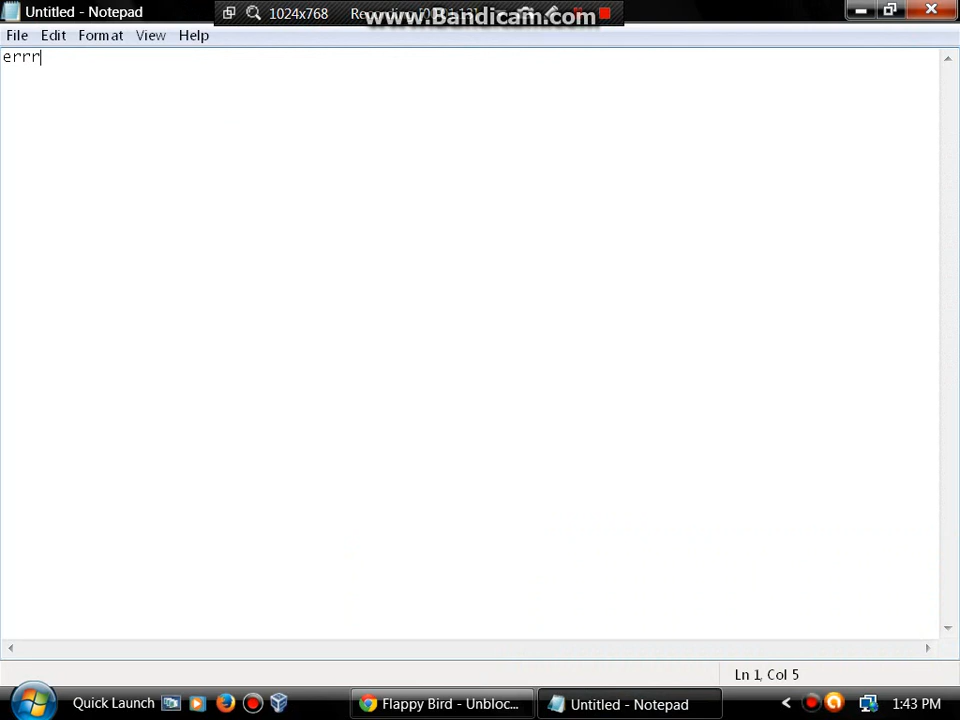 Untitled - Notepad
1024x768
www.Bandicam.com
File Edit Format View Help
errr
Ln 1, Col 5
Quick Launch
Flappy Bird - Unbloc...
Untitled - Notepad
1:43 PM